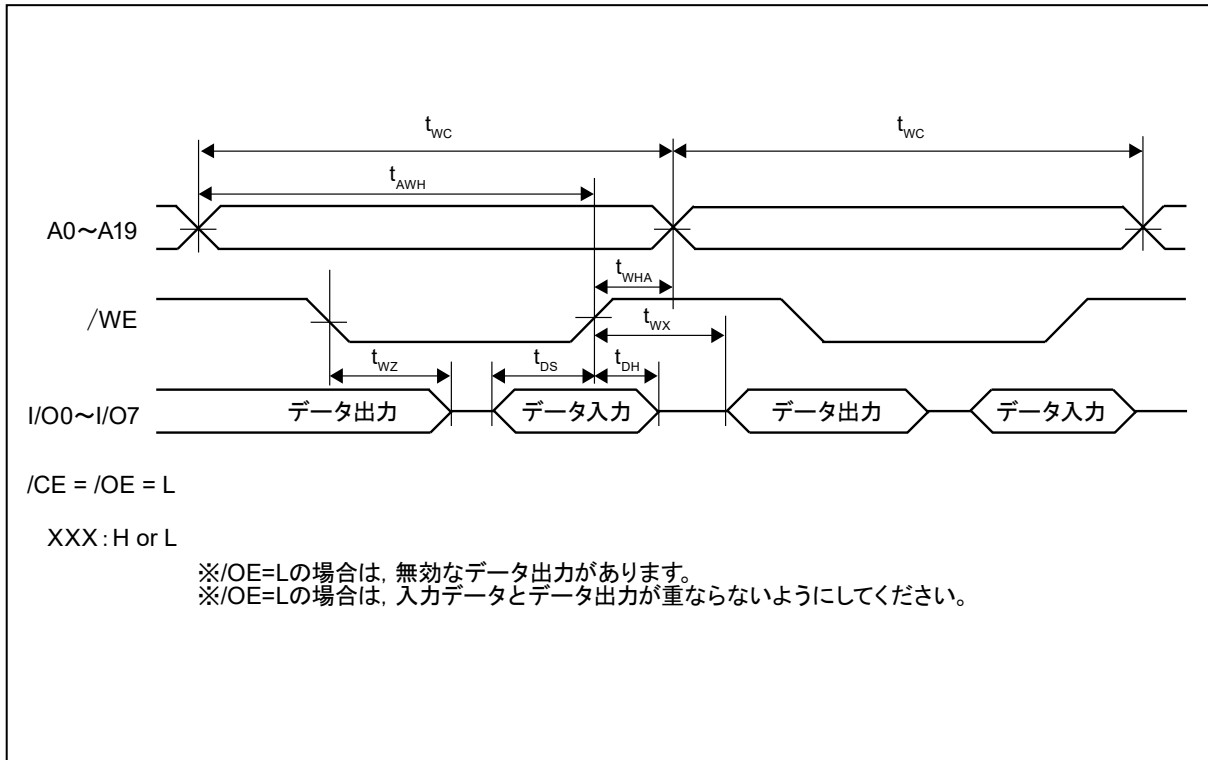 tWC tWC
tAWH
A0～A19
tWHA
/WE
tWX
tWZ tDS tDH
I/O0～I/O7 データ出力 データ入力 データ出力 データ入力
/CE = /OE = L
XXX : H or L
※/OE=Lの場合は, 無効なデータ出力があります。
※/OE=Lの場合は, 入力データとデータ出力が重ならないようにしてください。